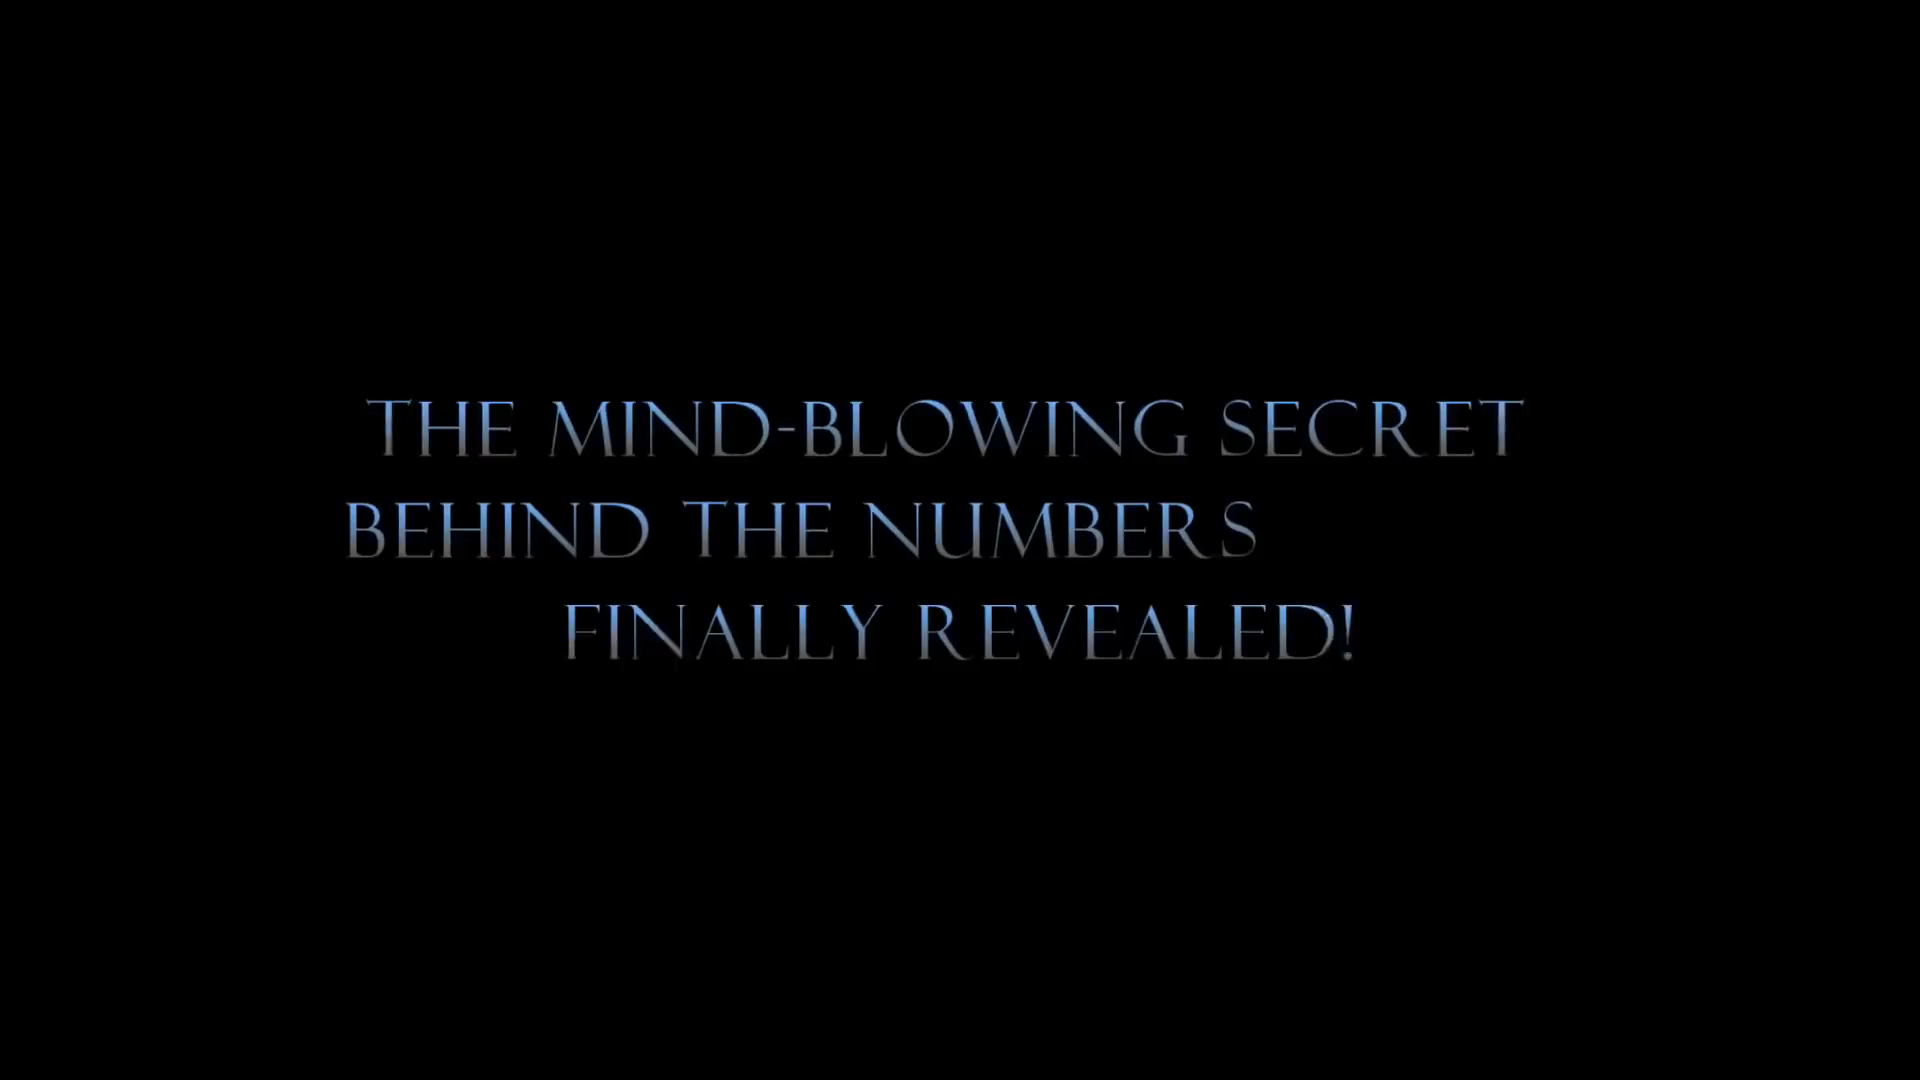 THE MIND-BLOWING SECRET
BEHIND THE NUMBERS
FINALLY REVEALED!